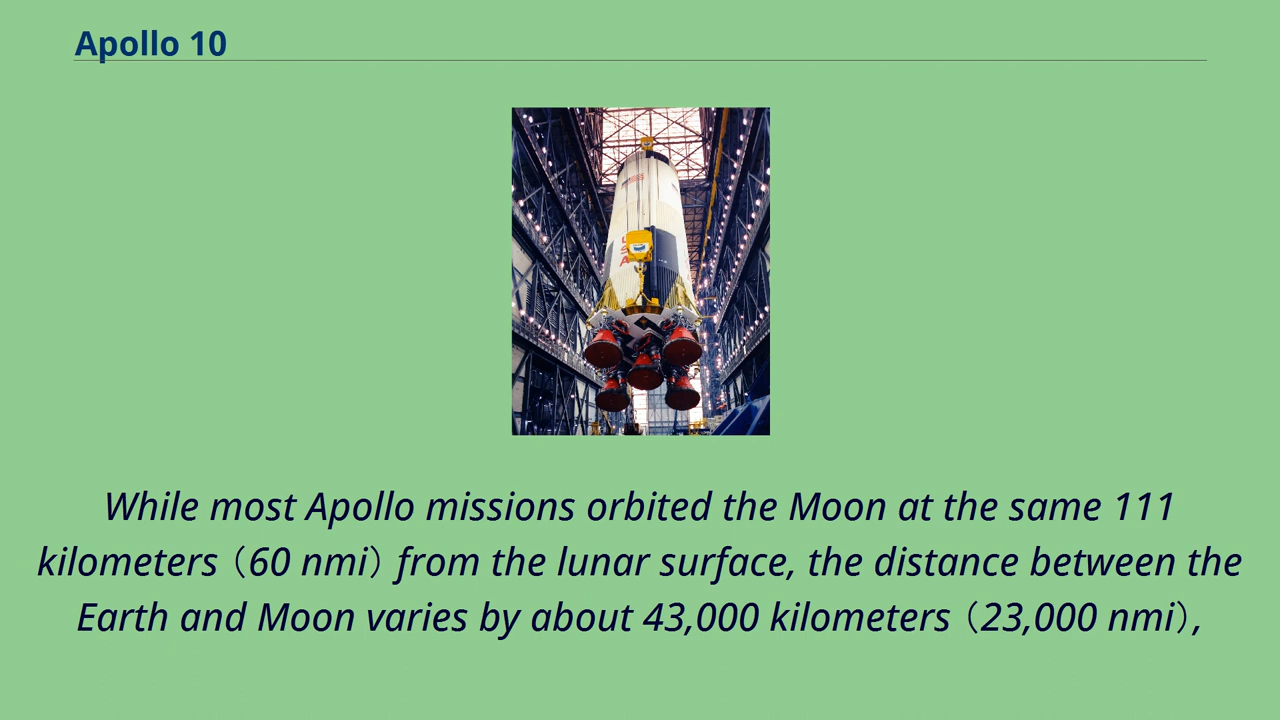 Apollo 10
USA
While most Apollo missions orbited the Moon at the same 111
kilometers（60 nmi）from the lunar surface, the distance between the
Earth and Moon varies by about 43,000 kilometers（23,000 nmi）,